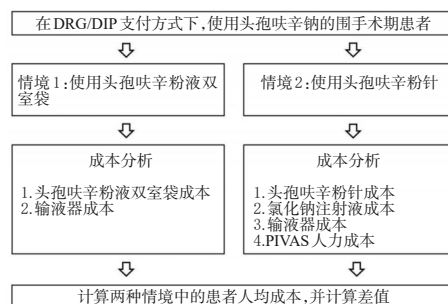 在DRG/DIP支付方式下,使用头孢呋辛钠的围手术期患者
情境1:使用头孢呋辛粉液双
室袋
情境2:使用头孢呋辛粉针
成本分析
1.头孢呋辛粉液双室袋成本
2.输液器成本
成本分析
1.头孢呋辛粉针成本
2.氯化钠注射液成本
3.输液器成本
4.PIVAS人力成本
计算两种情境中的患者人均成本,并计算差值